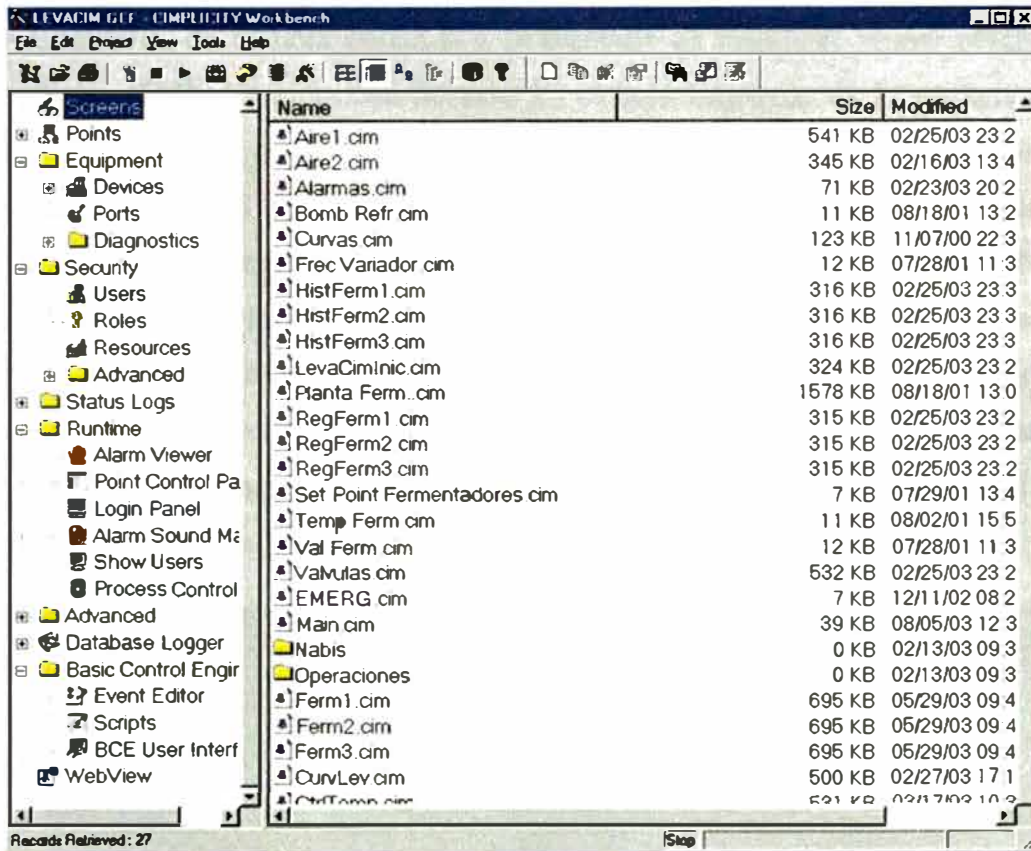 LEVACIM GEF - CIMPLICITY Workbench
File Edit Project View Tools Help
Screens
Points
Equipment
Devices
Ports
Diagnostics
Security
Users
Roles
Resources
Advanced
Status Logs
Runtime
Alarm Viewer
Point Control Pa
Login Panel
Alarm Sound Ma
Show Users
Process Control
Advanced
Database Logger
Basic Control Engir
Event Editor
Scripts
BCE User Interf
WebView
Name Size Modified
Aire1.cim 541 KB 02/25/03 23:2
Aire2.cim 345 KB 02/16/03 13:4
Alarmas.cim 71 KB 02/23/03 20:2
Bomb Refr.cim 11 KB 08/18/01 13:2
Curvas.cim 123 KB 11/07/00 22:3
Frec Variador.cim 12 KB 07/28/01 11:3
HistFerm1.cim 316 KB 02/25/03 23:3
HistFerm2.cim 316 KB 02/25/03 23:3
HistFerm3.cim 316 KB 02/25/03 23:3
LevaCimInic.cim 324 KB 02/25/03 23:2
Planta Ferm..cim 1578 KB 08/18/01 13:0
RegFerm1.cim 315 KB 02/25/03 23:2
RegFerm2.cim 315 KB 02/25/03 23:2
RegFerm3.cim 315 KB 02/25/03 23:2
Set Point Fermentadores.cim 7 KB 07/29/01 13:4
Temp Ferm.cim 11 KB 08/02/01 15:5
Val Ferm.cim 12 KB 07/28/01 11:3
Valvulas.cim 532 KB 02/25/03 23:2
EMERG.cim 7 KB 12/11/02 08:2
Main.cim 39 KB 08/05/03 12:3
Nabis 0 KB 02/13/03 09:3
Operaciones 0 KB 02/13/03 09:3
Ferm1.cim 695 KB 05/29/03 09:4
Ferm2.cim 695 KB 05/29/03 09:4
Ferm3.cim 695 KB 05/29/03 09:4
CurvLev.cim 500 KB 02/27/03 17:1
CtrlTemp.cim 531 KB 03/17/03 10:3
Records Retrieved: 27
Stop